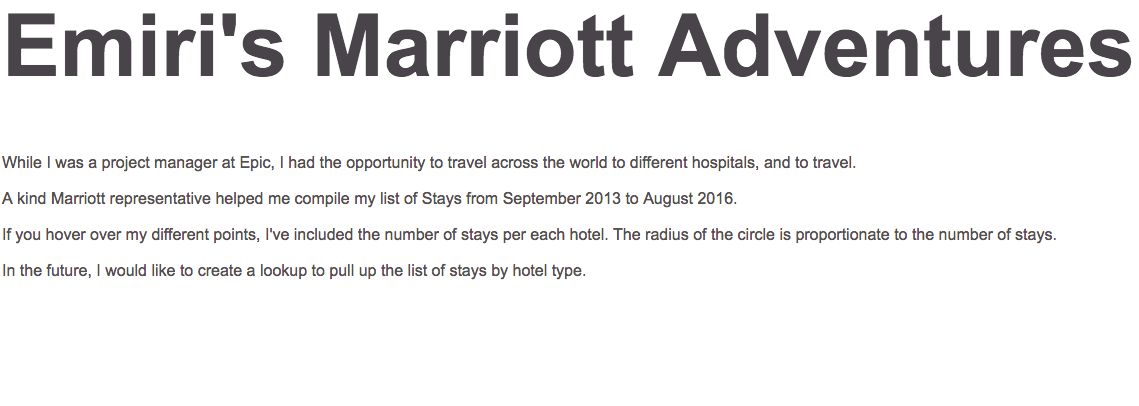 Emiri's Marriott Adventures
While I was a project manager at Epic, I had the opportunity to travel across the world to different hospitals, and to travel.
A kind Marriott representative helped me compile my list of Stays from September 2013 to August 2016.
If you hover over my different points, I've included the number of stays per each hotel. The radius of the circle is proportionate to the number of stays.
In the future, I would like to create a lookup to pull up the list of stays by hotel type.